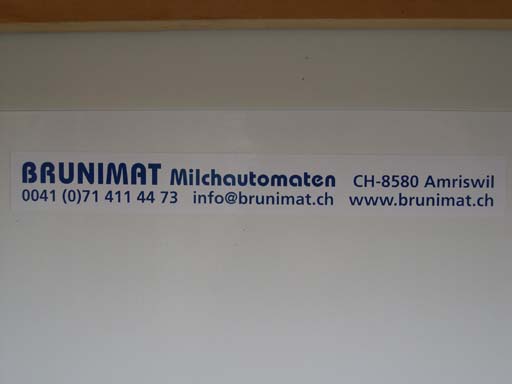 BRUNIMAT Milchautomaten CH-8580 Amriswil
0041 (0)71 411 44 73 info@brunimat.ch www.brunimat.ch